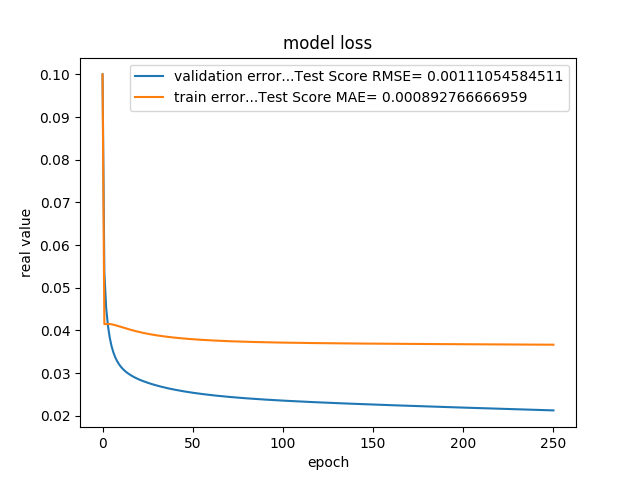 model loss
validation error...Test Score RMSE= 0.00111054584511
train error...Test Score MAE= 0.000892766666959
0.10
0.09
0.08
0.07
0.06
0.05
0.04
0.03
0.02
real value
0 50 100 150 200 250
epoch